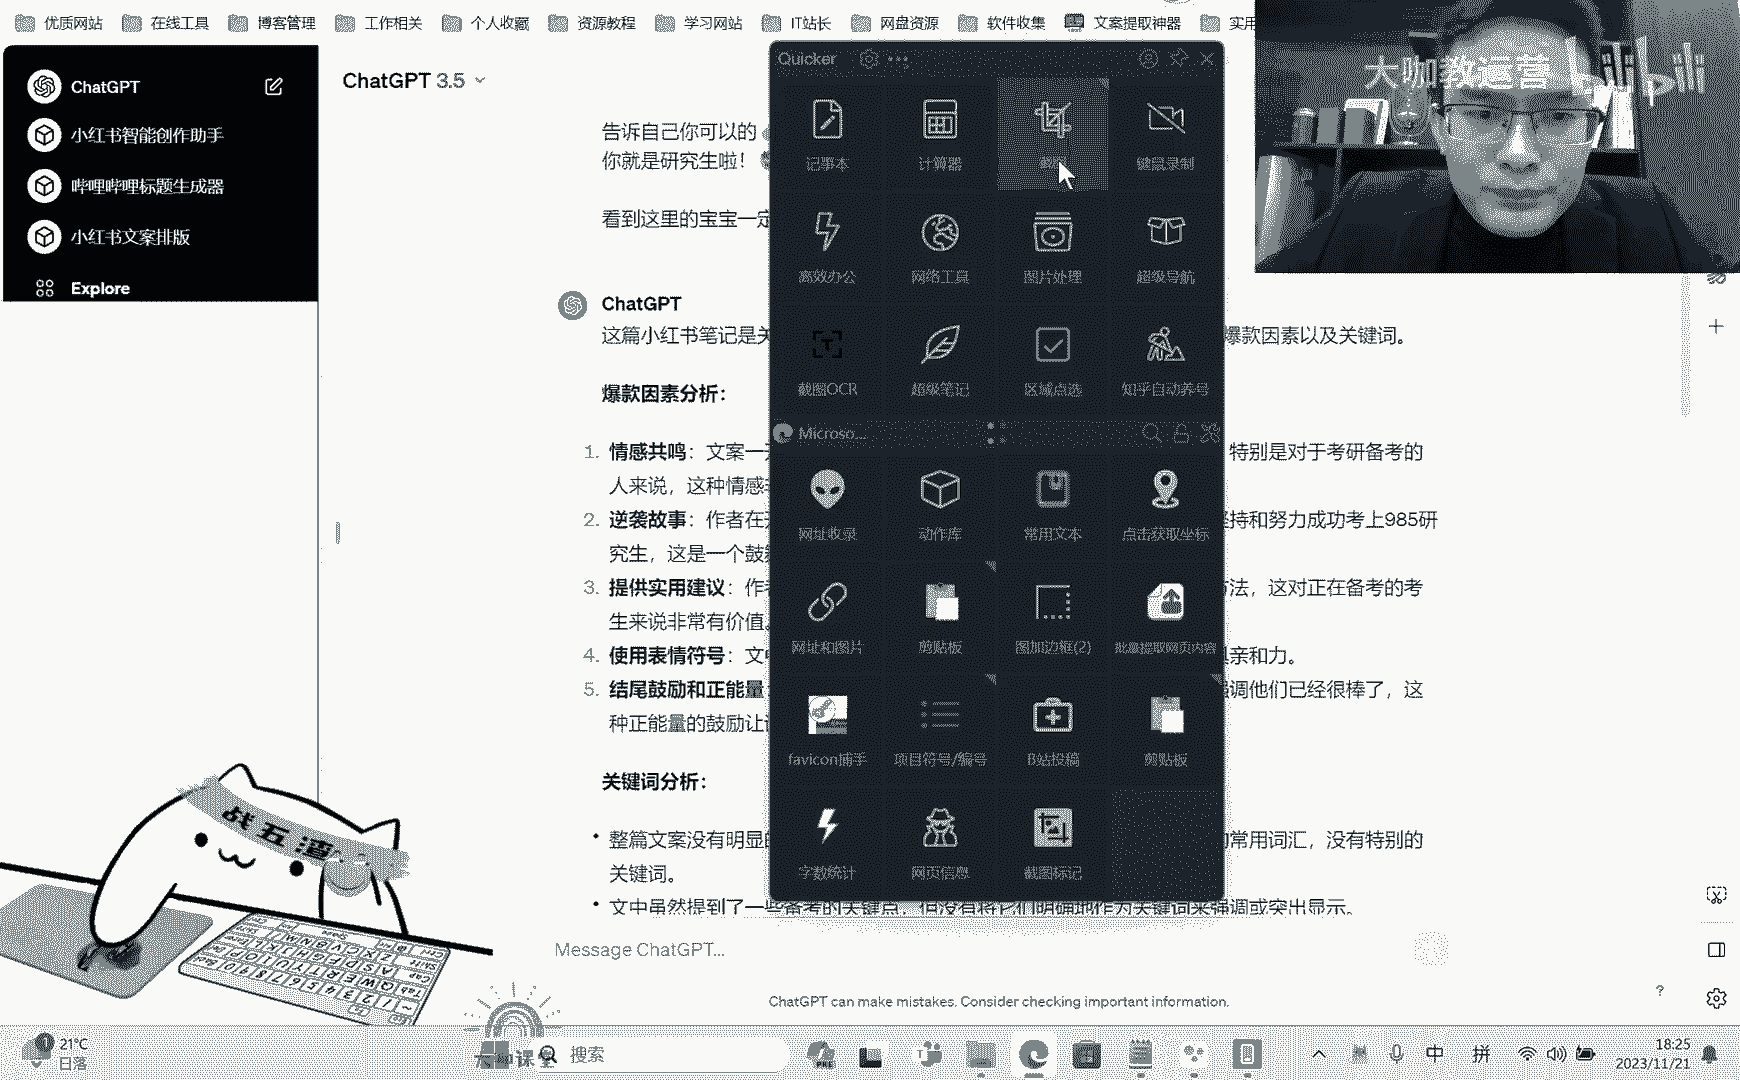 优质网站 在线工具 博客管理 工作相关 个人收藏 资源教程 学习网站 IT站长 网盘资源 软件收集 文案提取神器 实用
大咖教运营 bilibili
ChatGPT
小红书智能创作助手
哔哩哔哩标题生成器
小红书文案排版
Explore
ChatGPT 3.5
告诉自己你可以的
你就是研究生啦！
看到这里的宝宝一定
ChatGPT
这篇小红书笔记是关 爆款因素以及关键词。
爆款因素分析：
1. 情感共鸣：文案一 特别是对于考研备考的
人来说，这种情感
2. 逆袭故事：作者在 坚持和努力成功考上985研
究生，这是一个鼓
3. 提供实用建议：作 方法，这对正在备考的考
生来说非常有价值
4. 使用表情符号：文 亲和力。
5. 结尾鼓励和正能量 强调他们已经很棒了，这
种正能量的鼓励让
关键词分析：
• 整篇文案没有明显 常用词汇，没有特别的
关键词。
• 文中虽然提到了一些备考的关键点，但没有将它们明确地作为关键词来强调或突出显示。
Message ChatGPT...
ChatGPT can make mistakes. Consider checking important information.
?
Quicker
记事本 计算器 截图 键鼠录制
高效办公 网络工具 图片处理 超级导航
截图OCR 超级笔记 区域点选 知乎自动养号
Microso...
网址收录 动作库 常用文本 点击获取坐标
网址和图片 剪贴板 图加边框(2) 批量提取网页内容
favicon捕手 项目符号/编号 B站投稿 剪贴板
字数统计 网页信息 截图标记
战五渣
大咖课堂
1 21°C
日落
搜索
PRE
中 拼
18:25
2023/11/21